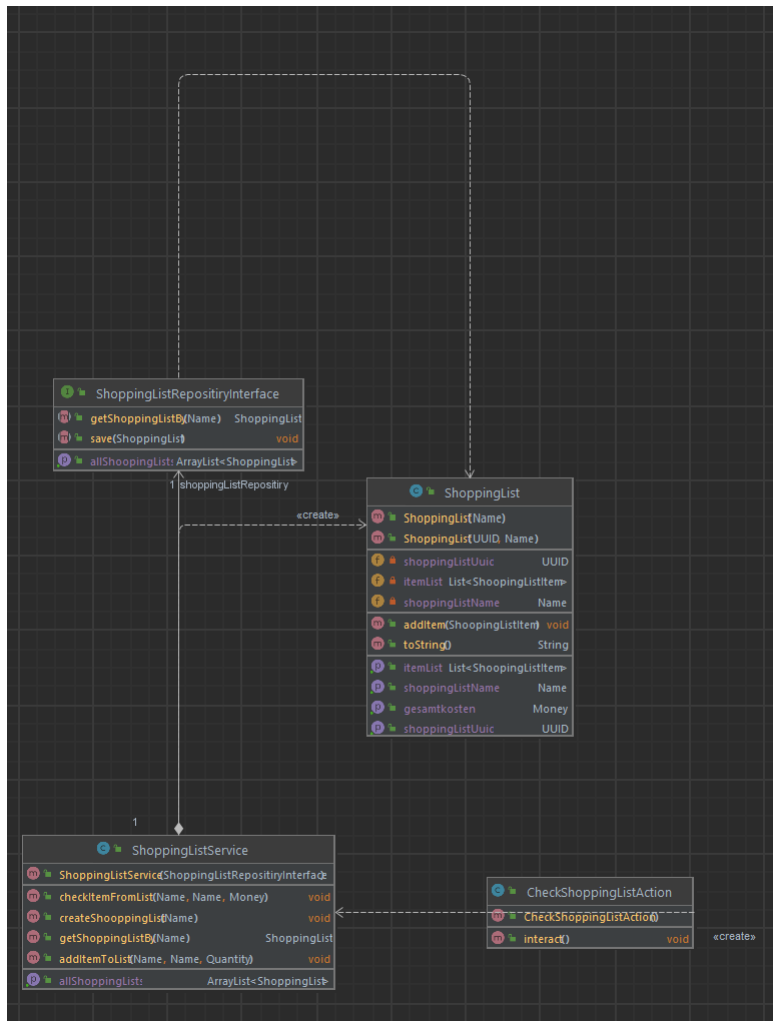 ShoppingListRepositiryInterface
getShoppingListBy(Name) ShoppingList
save(ShoppingList) void
allShoopingLists ArrayList<ShoppingList>
1 shoppingListRepositiry
«create»
ShoppingList
ShoppingList(Name)
ShoppingList(UUID, Name)
shoppingListUuic UUID
itemList List<ShoopingListItem>
shoppingListName Name
addItem(ShoopingListItem) void
toString() String
itemList List<ShoopingListItem>
shoppingListName Name
gesamtkosten Money
shoppingListUuic UUID
1
ShoppingListService
ShoppingListService(ShoppingListRepositiryInterface)
checkItemFromList(Name, Name, Money) void
createShooppingList(Name) void
getShoppingListBy(Name) ShoppingList
addItemToList(Name, Name, Quantity) void
allShoppingLists ArrayList<ShoppingList>
CheckShoppingListAction
CheckShoppingListAction()
interact() void
«create»